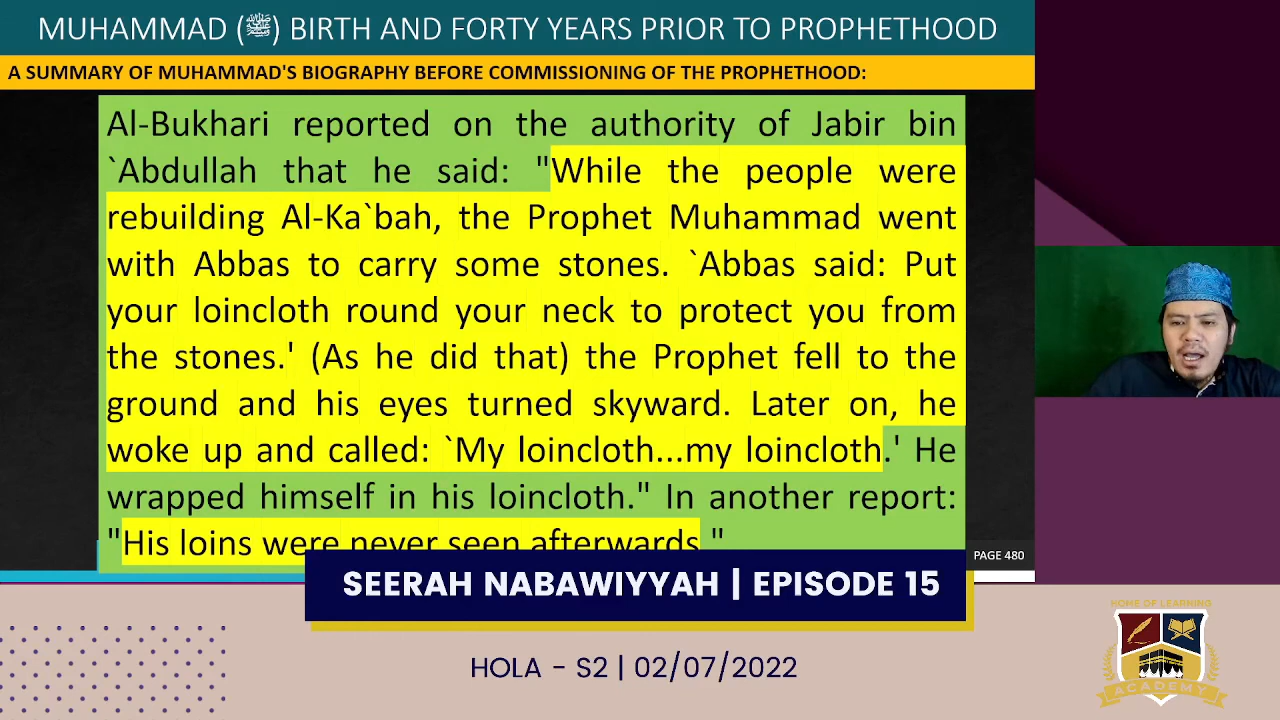 MUHAMMAD (ﷺ) BIRTH AND FORTY YEARS PRIOR TO PROPHETHOOD
A SUMMARY OF MUHAMMAD'S BIOGRAPHY BEFORE COMMISSIONING OF THE PROPHETHOOD:
Al-Bukhari reported on the authority of Jabir bin
`Abdullah that he said: "While the people were
rebuilding Al-Ka`bah, the Prophet Muhammad went
with Abbas to carry some stones. `Abbas said: Put
your loincloth round your neck to protect you from
the stones.' (As he did that) the Prophet fell to the
ground and his eyes turned skyward. Later on, he
woke up and called: `My loincloth...my loincloth.' He
wrapped himself in his loincloth." In another report:
"His loins were never seen afterwards."
PAGE 480
SEERAH NABAWIYYAH | EPISODE 15
HOLA - S2 | 02/07/2022
HOME OF LEARNING
ACADEMY